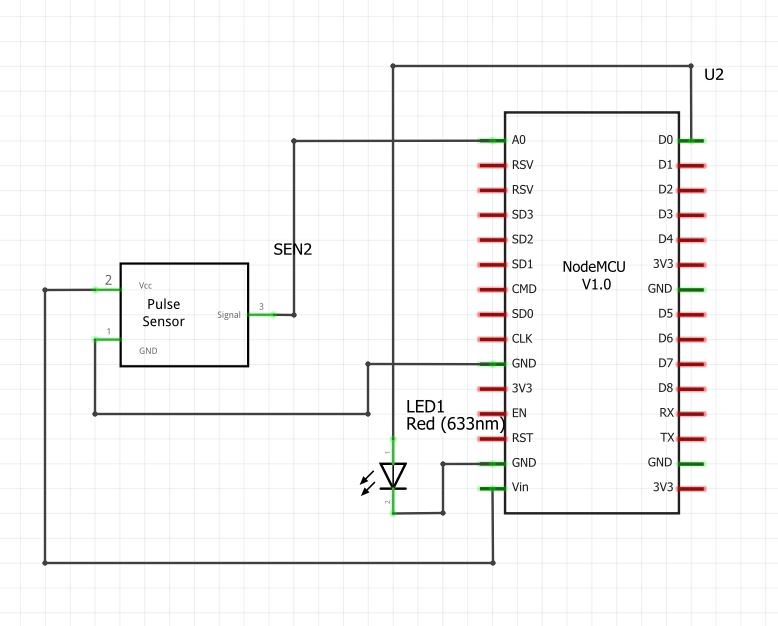 U2
A0
RSV
RSV
SD3
SD2
SD1
CMD
SD0
CLK
GND
3V3
EN
RST
GND
Vin
NodeMCU
V1.0
D0
D1
D2
D3
D4
3V3
GND
D5
D6
D7
D8
RX
TX
GND
3V3
SEN2
2
Vcc
Pulse
Sensor
Signal
3
1
GND
LED1
Red (633nm)
1
2